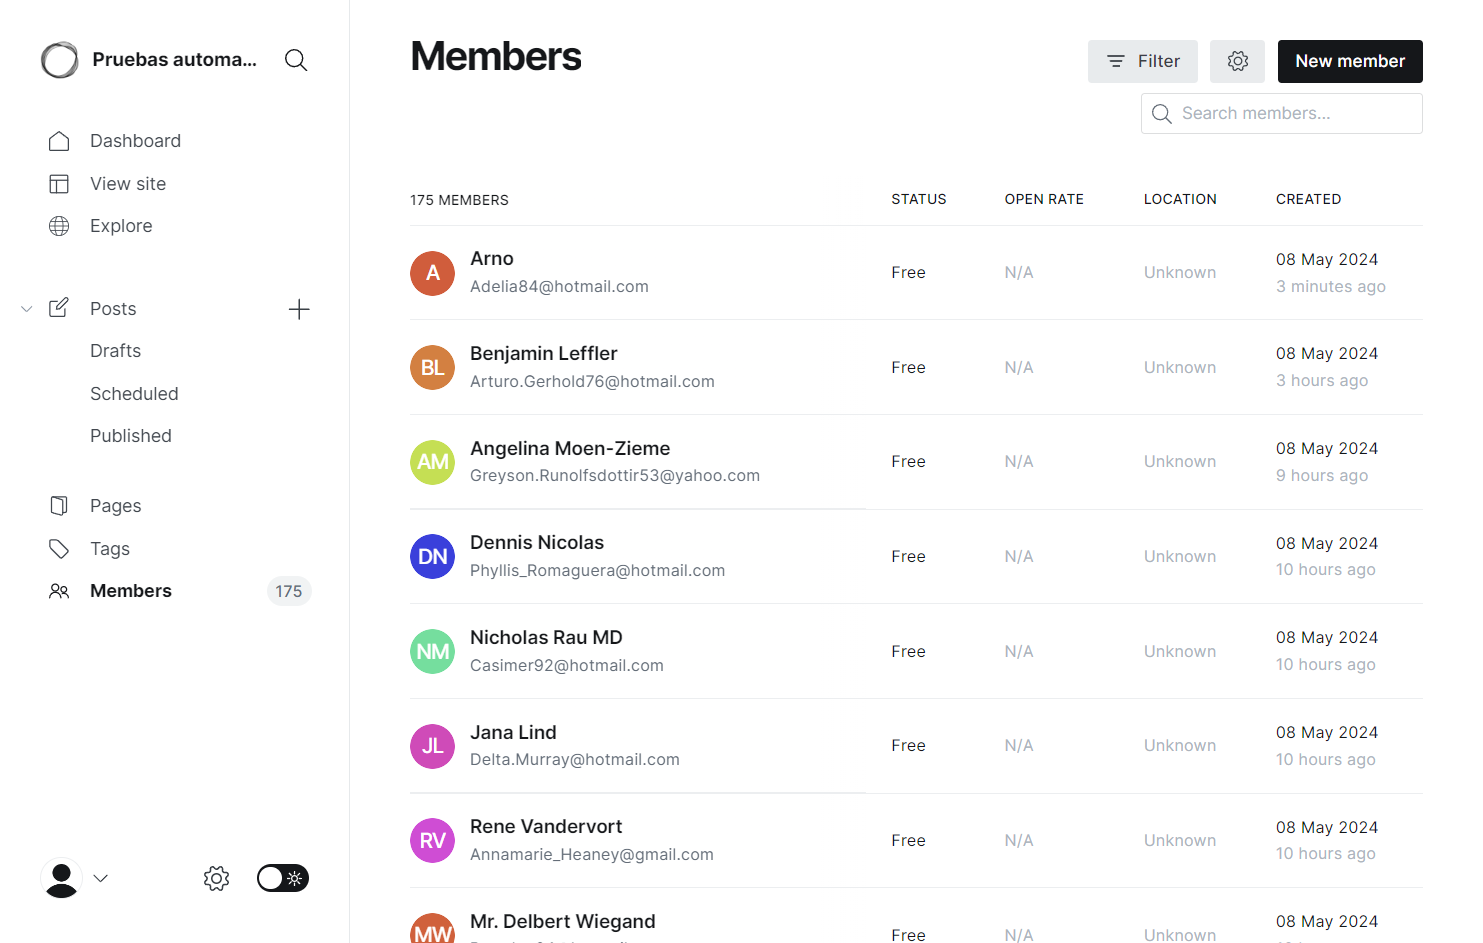 Pruebas automa...
Dashboard
View site
Explore
Posts
Drafts
Scheduled
Published
Pages
Tags
Members 175
Members
Filter
New member
Search members...
175 MEMBERS STATUS OPEN RATE LOCATION CREATED
A Arno Adelia84@hotmail.com Free N/A Unknown 08 May 2024 3 minutes ago
BL Benjamin Leffler Arturo.Gerhold76@hotmail.com Free N/A Unknown 08 May 2024 3 hours ago
AM Angelina Moen-Zieme Greyson.Runolfsdottir53@yahoo.com Free N/A Unknown 08 May 2024 9 hours ago
DN Dennis Nicolas Phyllis_Romaguera@hotmail.com Free N/A Unknown 08 May 2024 10 hours ago
NM Nicholas Rau MD Casimer92@hotmail.com Free N/A Unknown 08 May 2024 10 hours ago
JL Jana Lind Delta.Murray@hotmail.com Free N/A Unknown 08 May 2024 10 hours ago
RV Rene Vandervort Annamarie_Heaney@gmail.com Free N/A Unknown 08 May 2024 10 hours ago
MW Mr. Delbert Wiegand Free N/A Unknown 08 May 2024